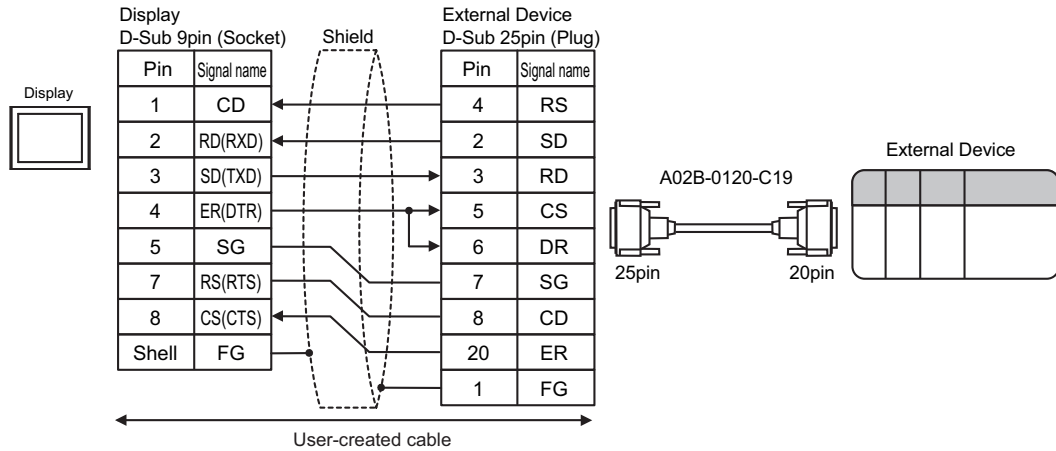 Display
D-Sub 9pin (Socket)
Shield
External Device
D-Sub 25pin (Plug)
Pin Signal name
Pin Signal name
Display
1 CD
4 RS
2 RD(RXD)
2 SD
3 SD(TXD)
3 RD
4 ER(DTR)
5 CS
5 SG
6 DR
7 RS(RTS)
7 SG
8 CS(CTS)
8 CD
Shell FG
20 ER
1 FG
User-created cable
A02B-0120-C19
25pin
20pin
External Device